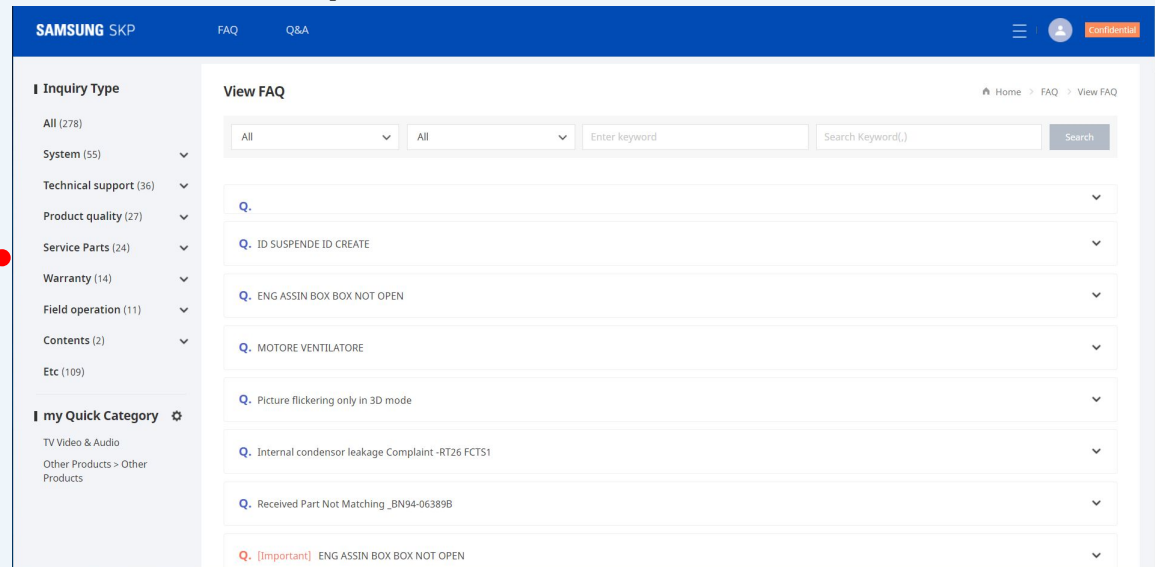 SAMSUNG SKP FAQ Q&A Confidential
Inquiry Type
All (278)
System (55)
Technical support (36)
Product quality (27)
Service Parts (24)
Warranty (14)
Field operation (11)
Contents (2)
Etc (109)
my Quick Category
TV Video & Audio
Other Products > Other
Products
View FAQ
Home > FAQ > View FAQ
All All Enter keyword Search Keyword(,) Search
Q.
Q. ID SUSPENDE ID CREATE
Q. ENG ASSIN BOX BOX NOT OPEN
Q. MOTORE VENTILATORE
Q. Picture flickering only in 3D mode
Q. Internal condensor leakage Complaint -RT26 FCTS1
Q. Received Part Not Matching _BN94-06389B
Q. [Important] ENG ASSIN BOX BOX NOT OPEN